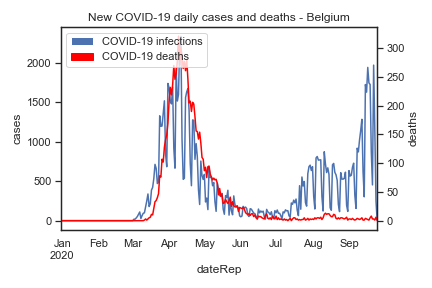 New COVID-19 daily cases and deaths - Belgium
COVID-19 infections
COVID-19 deaths
cases
2000
1500
1000
500
0
deaths
300
250
200
150
100
50
0
Jan Feb Mar Apr May Jun Jul Aug Sep
2020
dateRep